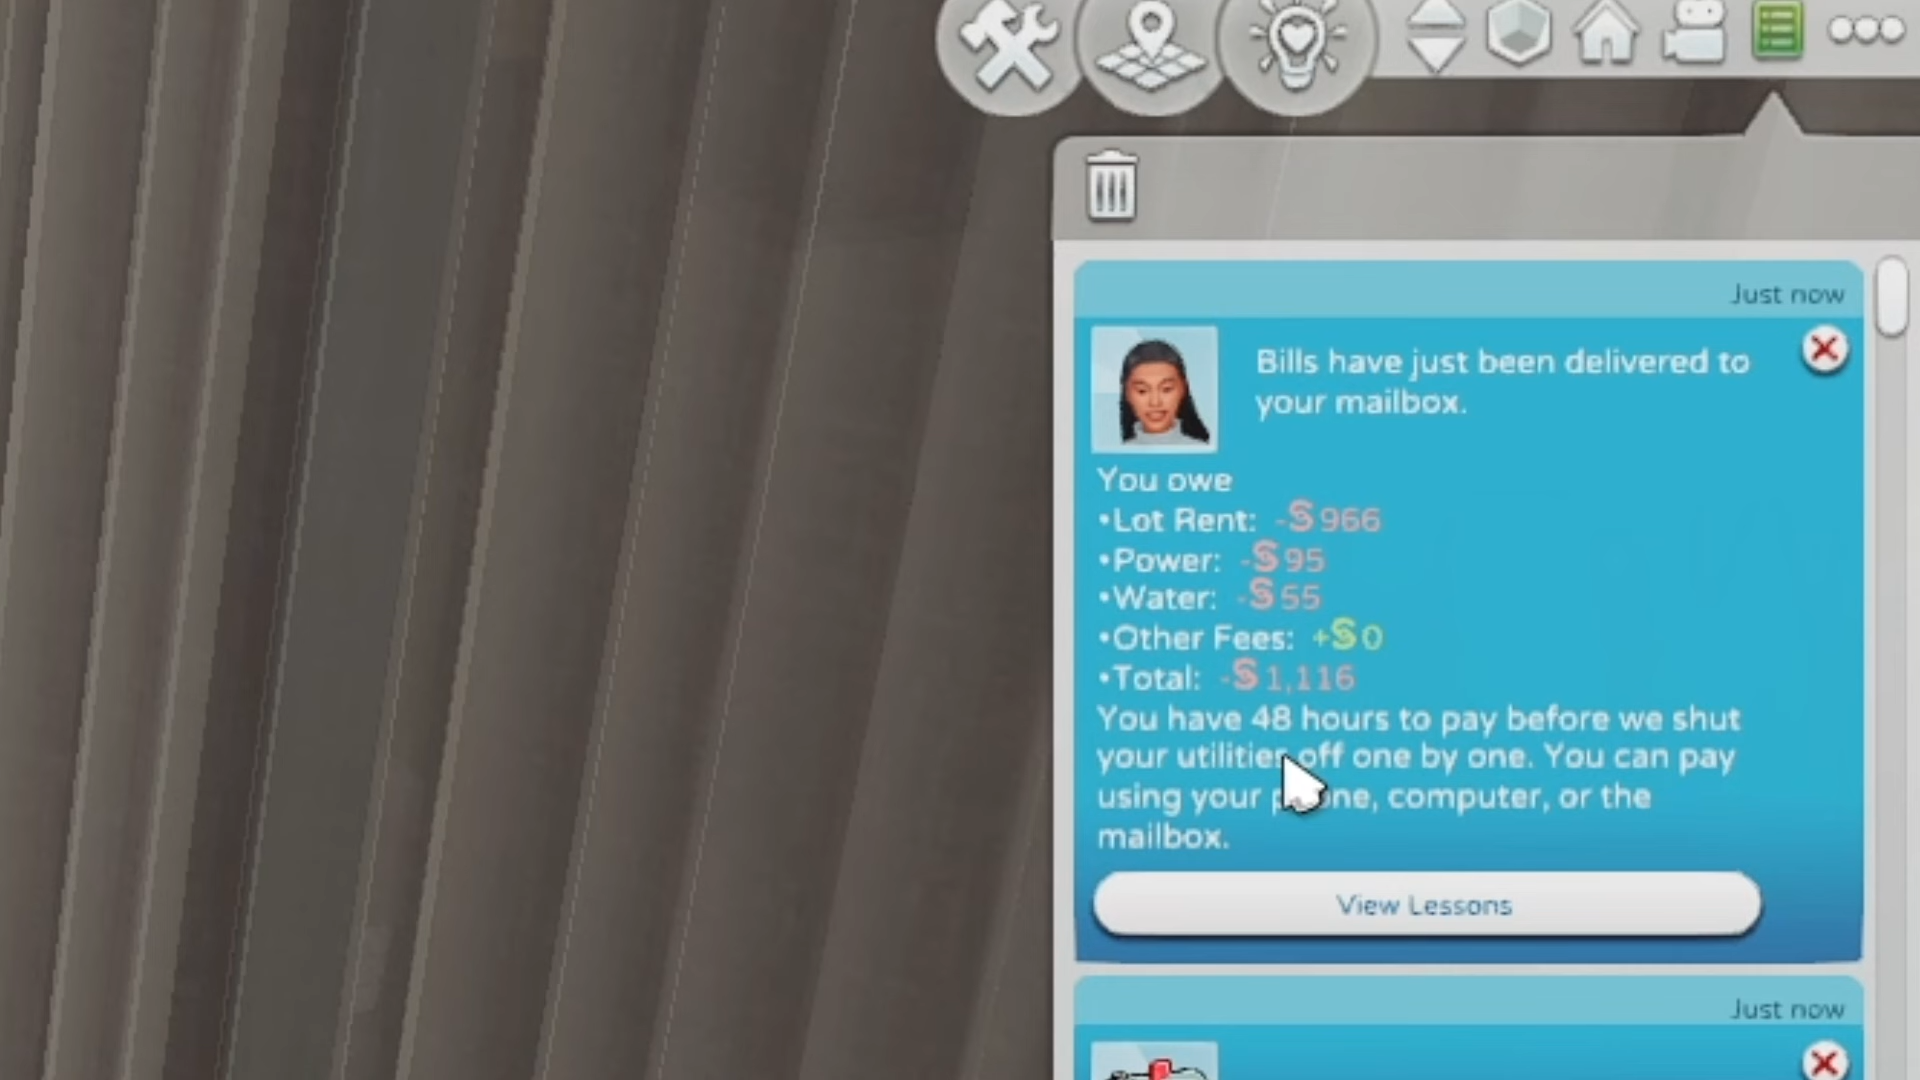 Just now
Bills have just been delivered to
your mailbox.
You owe
•Lot Rent: -§966
•Power: -§95
•Water: -§55
•Other Fees: +§0
•Total: -§1,116
You have 48 hours to pay before we shut
your utilities off one by one. You can pay
using your phone, computer, or the
mailbox.
View Lessons
Just now